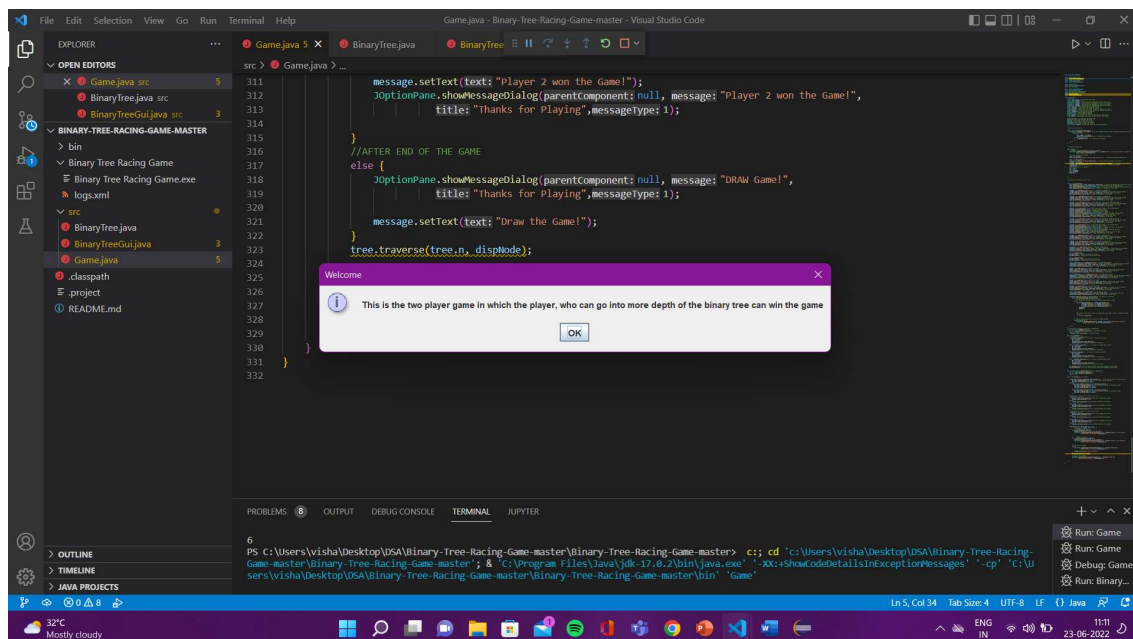 File Edit Selection View Go Run Terminal Help
Game.java - Binary-Tree-Racing-Game-master - Visual Studio Code
EXPLORER
OPEN EDITORS
Game.java src 5
BinaryTree.java src
BinaryTreeGui.java src 3
BINARY-TREE-RACING-GAME-MASTER
bin
Binary Tree Racing Game
Binary Tree Racing Game.exe
logs.xml
src
BinaryTree.java
BinaryTreeGui.java 3
Game.java 5
.classpath
.project
README.md
OUTLINE
TIMELINE
JAVA PROJECTS
Game.java 5 BinaryTree.java BinaryTree
src > Game.java > ...
311 message.setText(text: "Player 2 won the Game!");
312 JOptionPane.showMessageDialog(parentComponent: null, message: "Player 2 won the Game!",
313 title: "Thanks for Playing",messageType: 1);
314
315 }
316 //AFTER END OF THE GAME
317 else {
318 JOptionPane.showMessageDialog(parentComponent: null, message: "DRAW Game!",
319 title: "Thanks for Playing",messageType: 1);
320
321 message.setText(text: "Draw the Game!");
322 }
323 tree.traverse(tree.n, dispNode);
324
325
326
327
328
329
330 }
331 }
332
Welcome
This is the two player game in which the player, who can go into more depth of the binary tree can win the game
OK
PROBLEMS 8 OUTPUT DEBUG CONSOLE TERMINAL JUPYTER
6
PS C:\Users\visha\Desktop\DSA\Binary-Tree-Racing-Game-master\Binary-Tree-Racing-Game-master> c:; cd 'c:\Users\visha\Desktop\DSA\Binary-Tree-Racing-
Game-master\Binary-Tree-Racing-Game-master'; & 'C:\Program Files\Java\jdk-17.0.2\bin\java.exe' '-XX:+ShowCodeDetailsInExceptionMessages' '-cp' 'C:\U
sers\visha\Desktop\DSA\Binary-Tree-Racing-Game-master\Binary-Tree-Racing-Game-master\bin' 'Game'
Run: Game
Run: Game
Debug: Game
Run: Binary...
0 8 Ln 5, Col 34 Tab Size: 4 UTF-8 LF {} Java
32°C
Mostly cloudy
ENG
IN
11:11
23-06-2022